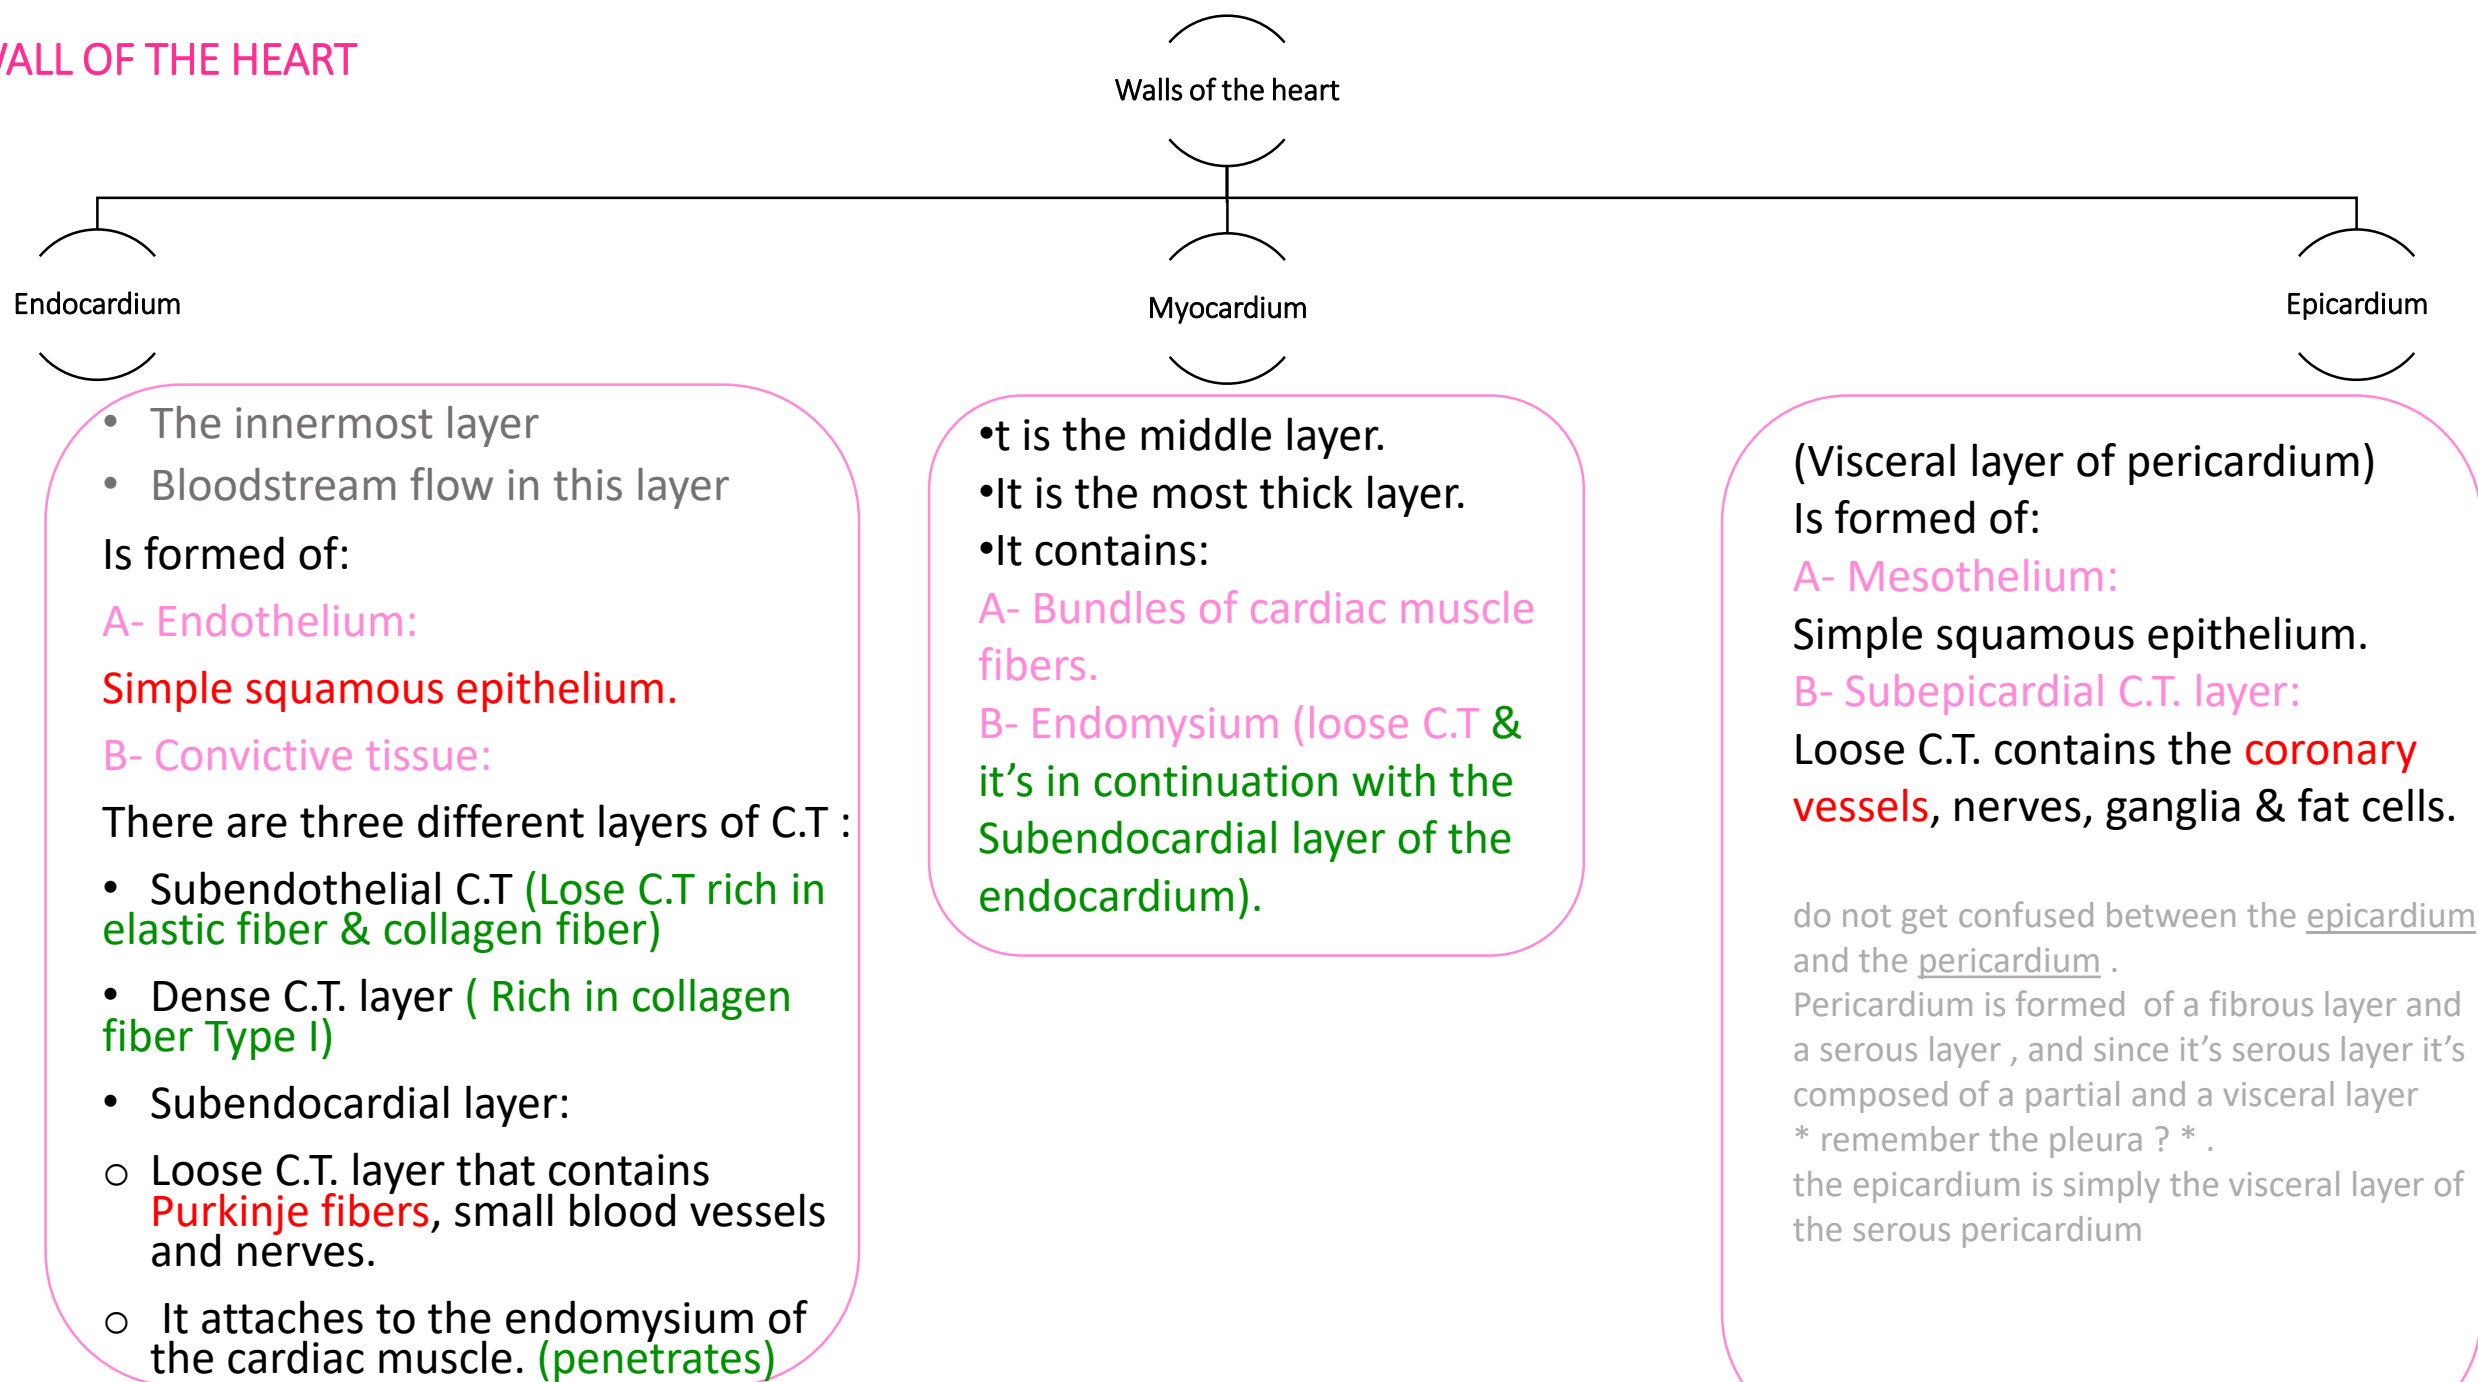 WALL OF THE HEART
Walls of the heart
Endocardium
Myocardium
Epicardium
• The innermost layer
• Bloodstream flow in this layer
Is formed of:
A- Endothelium:
Simple squamous epithelium.
B- Convictive tissue:
There are three different layers of C.T :
• Subendothelial C.T (Lose C.T rich in
elastic fiber & collagen fiber)
• Dense C.T. layer ( Rich in collagen
fiber Type I)
• Subendocardial layer:
o Loose C.T. layer that contains
Purkinje fibers, small blood vessels
and nerves.
o It attaches to the endomysium of
the cardiac muscle. (penetrates)
•t is the middle layer.
•It is the most thick layer.
•It contains:
A- Bundles of cardiac muscle
fibers.
B- Endomysium (loose C.T &
it’s in continuation with the
Subendocardial layer of the
endocardium).
(Visceral layer of pericardium)
Is formed of:
A- Mesothelium:
Simple squamous epithelium.
B- Subepicardial C.T. layer:
Loose C.T. contains the coronary
vessels, nerves, ganglia & fat cells.
do not get confused between the epicardium
and the pericardium .
Pericardium is formed of a fibrous layer and
a serous layer , and since it’s serous layer it’s
composed of a partial and a visceral layer
* remember the pleura ? * .
the epicardium is simply the visceral layer of
the serous pericardium